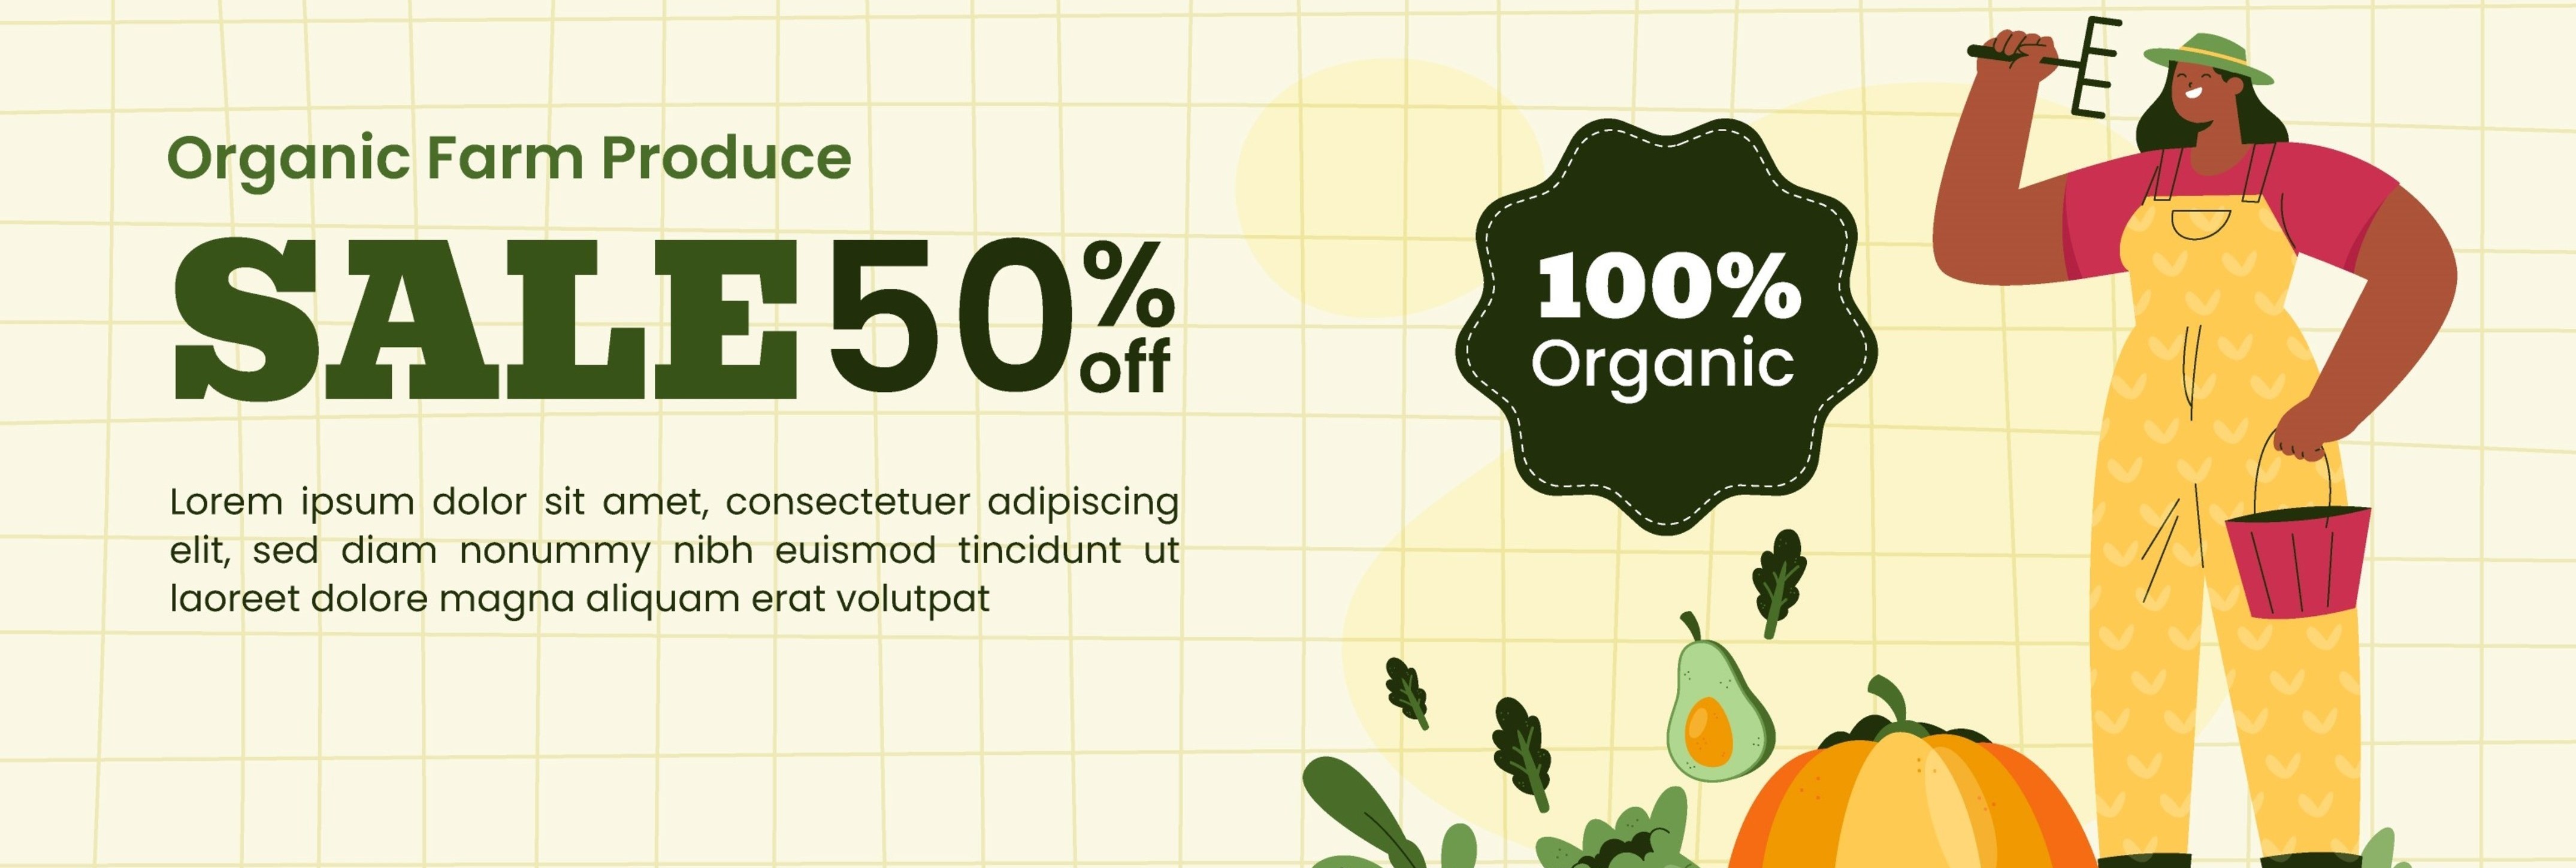 Organic Farm Produce
SALE 50% off
Lorem ipsum dolor sit amet, consectetuer adipiscing
elit, sed diam nonummy nibh euismod tincidunt ut
laoreet dolore magna aliquam erat volutpat
100%
Organic